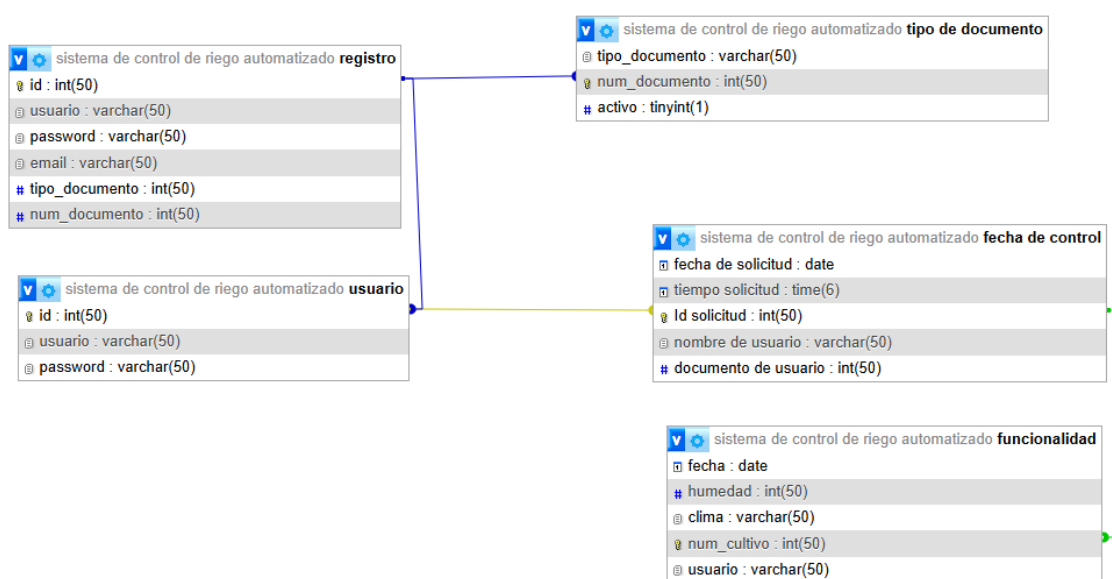 sistema de control de riego automatizado registro
id : int(50)
usuario : varchar(50)
password : varchar(50)
email : varchar(50)
# tipo_documento : int(50)
# num_documento : int(50)
sistema de control de riego automatizado tipo de documento
tipo_documento : varchar(50)
num_documento : int(50)
# activo : tinyint(1)
sistema de control de riego automatizado usuario
id : int(50)
usuario : varchar(50)
password : varchar(50)
sistema de control de riego automatizado fecha de control
fecha de solicitud : date
tiempo solicitud : time(6)
Id solicitud : int(50)
nombre de usuario : varchar(50)
# documento de usuario : int(50)
sistema de control de riego automatizado funcionalidad
fecha : date
# humedad : int(50)
clima : varchar(50)
num_cultivo : int(50)
usuario : varchar(50)